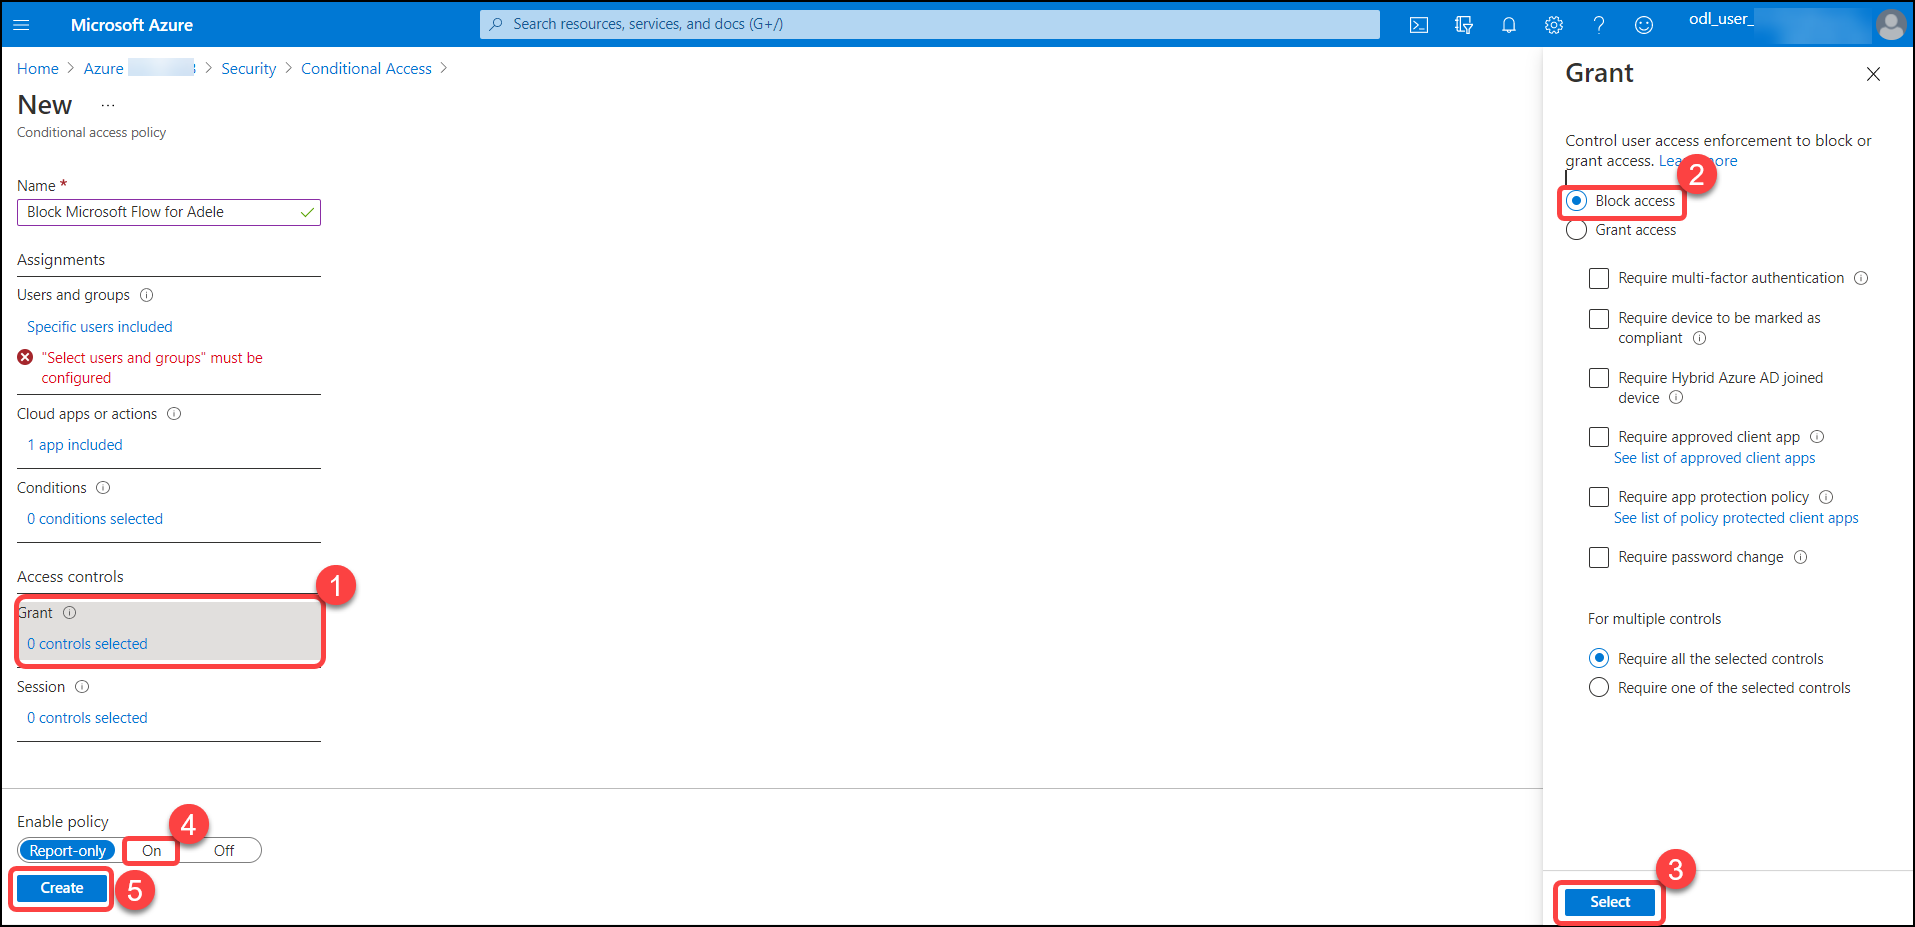 Microsoft Azure
Search resources, services, and docs (G+/)
odl_user_
Home > Azure > Security > Conditional Access >
New ...
Conditional access policy
Name *
Block Microsoft Flow for Adele
Assignments
Users and groups
Specific users included
"Select users and groups" must be
configured
Cloud apps or actions
1 app included
Conditions
0 conditions selected
Access controls
1
Grant
0 controls selected
Session
0 controls selected
Enable policy
4
Report-only On Off
Create
5
Grant
Control user access enforcement to block or
grant access. Learn more
2
Block access
Grant access
Require multi-factor authentication
Require device to be marked as
compliant
Require Hybrid Azure AD joined
device
Require approved client app
See list of approved client apps
Require app protection policy
See list of policy protected client apps
Require password change
For multiple controls
Require all the selected controls
Require one of the selected controls
3
Select